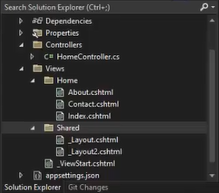 Search Solution Explorer (Ctrl+;)
Dependencies
Properties
Controllers
C# HomeController.cs
Views
Home
About.cshtml
Contact.cshtml
Index.cshtml
Shared
_Layout.cshtml
_Layout2.cshtml
_ViewStart.cshtml
appsettings.json
Solution Explorer Git Changes